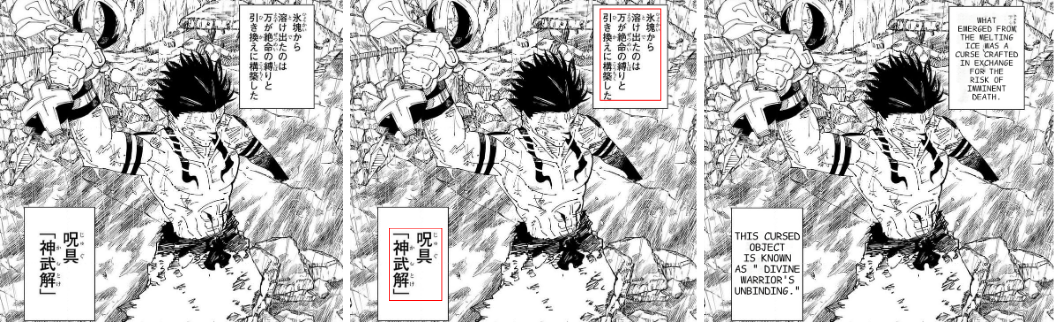 氷塊から
溶け出たのは
万が絶命の縛りと
引き換えに構築した
呪具
「神武解」
氷塊から
溶け出たのは
万が絶命の縛りと
引き換えに構築した
呪具
「神武解」
WHAT
EMERGED FROM
THE MELTING
ICE WAS A
CURSE CRAFTED
IN EXCHANGE
FOR THE
RISK OF
IMMINENT
DEATH.
THIS CURSED
OBJECT
IS KNOWN
AS " DIVINE
WARRIOR'S
UNBINDING."